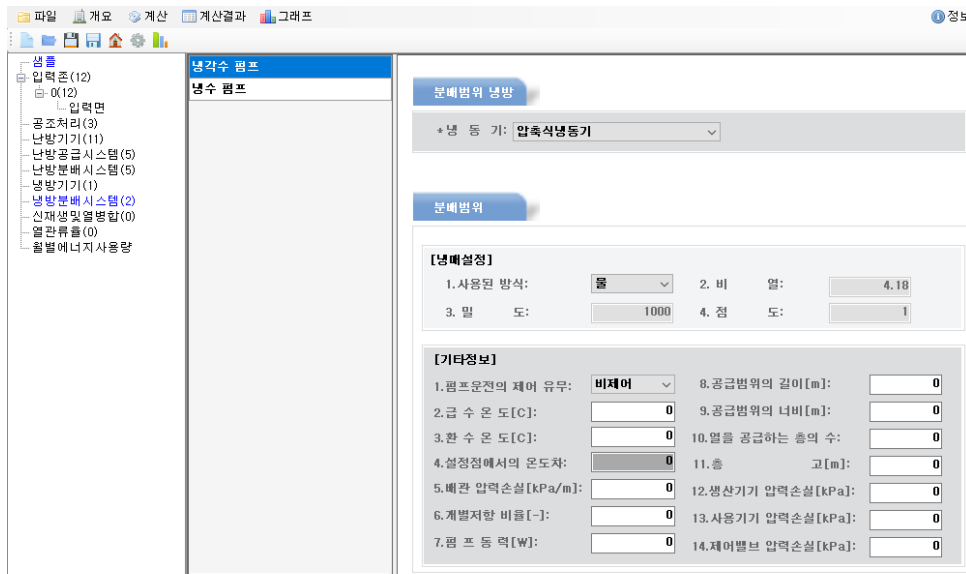 파일 개요 계산 계산결과 그래프 정보
샘플
입력존(12)
0(12)
입력면
공조처리(3)
난방기기(11)
난방공급시스템(5)
난방분배시스템(5)
냉방기기(1)
냉방분배시스템(2)
신재생및열병합(0)
열관류율(0)
월별에너지사용량
냉각수 펌프
냉수 펌프
분배범위 냉방
*냉 동 기: 압축식냉동기
분배범위
[냉매설정]
1.사용된 방식: 물 2. 비 열: 4.18
3. 밀 도: 1000 4. 점 도: 1
[기타정보]
1.펌프운전의 제어 유무: 비제어 8.공급범위의 길이[m]: 0
2.급 수 온 도[C]: 0 9.공급범위의 너비[m]: 0
3.환 수 온 도[C]: 0 10.열을 공급하는 층의 수: 0
4.설정점에서의 온도차: 0 11.층 고[m]: 0
5.배관 압력손실[kPa/m]: 0 12.생산기기 압력손실[kPa]: 0
6.개별저항 비율[-]: 0 13.사용기기 압력손실[kPa]: 0
7.펌 프 동 력[W]: 0 14.제어밸브 압력손실[kPa]: 0